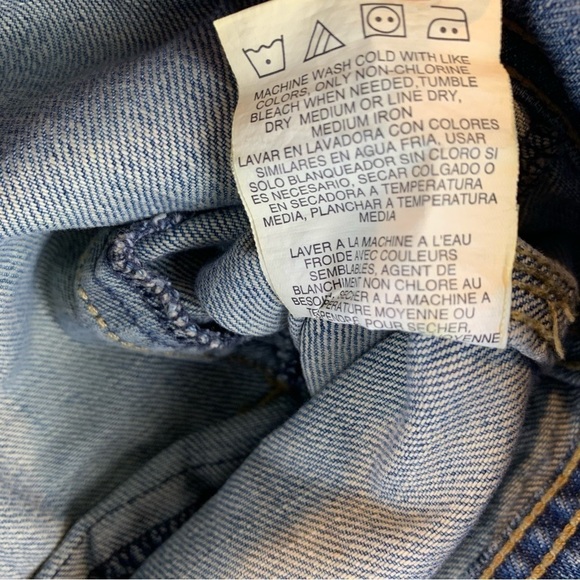 MACHINE WASH COLD WITH LIKE
COLORS, ONLY NON-CHLORINE
BLEACH WHEN NEEDED,TUMBLE
DRY MEDIUM OR LINE DRY,
MEDIUM IRON
LAVAR EN LAVADORA CON COLORES
SIMILARES EN AGUA FRIA, USAR
SOLO BLANQUEADOR SIN CLORO SI
ES NECESARIO, SECAR COLGADO O
EN SECADORA A TEMPERATURA
MEDIA, PLANCHAR A TEMPERATURA
MEDIA
LAVER A LA MACHINE A L'EAU
FROIDE AVEC COULEURS
SEMBLABLES, AGENT DE
BLANCHIMENT NON CHLORE AU
SECHER A LA MACHINE A
TEMPERATURE MOYENNE OU
POUR SECHER,
MOYENNE